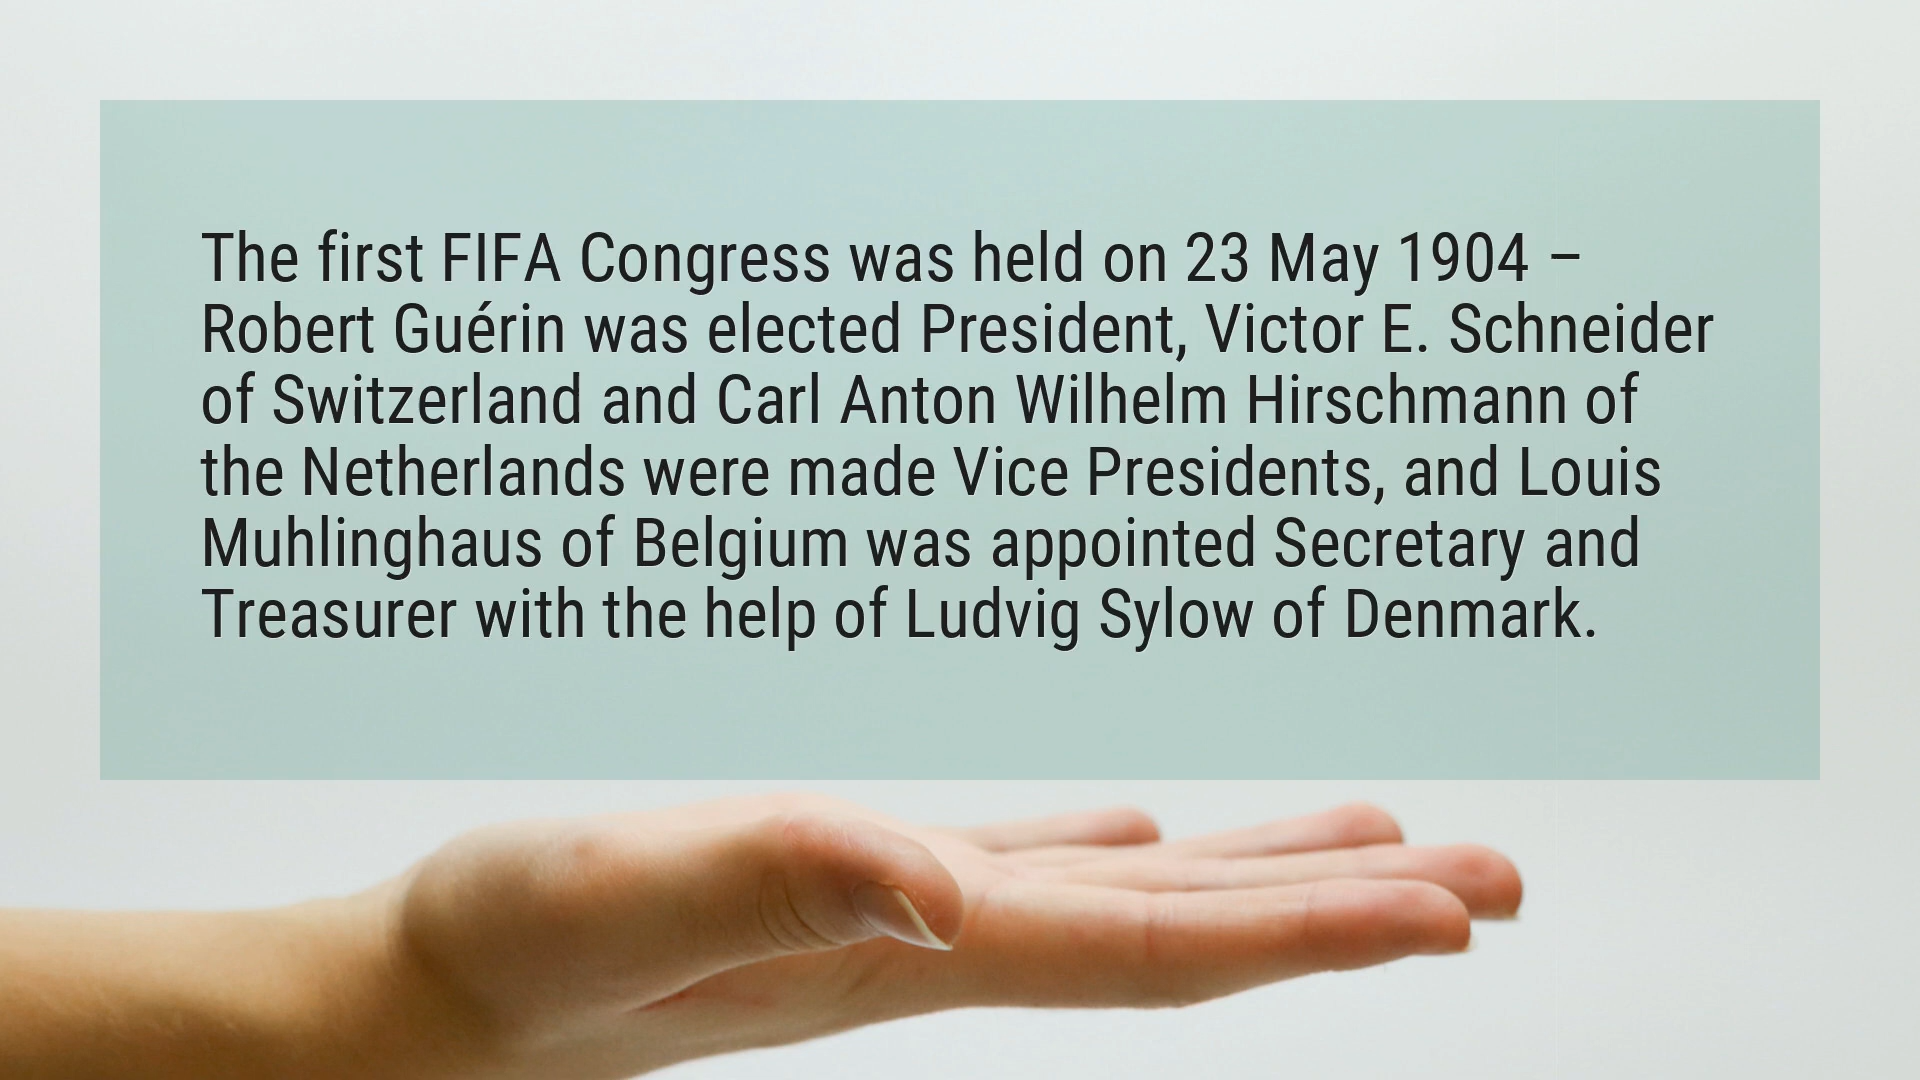 The first FIFA Congress was held on 23 May 1904 –
Robert Guérin was elected President, Victor E. Schneider
of Switzerland and Carl Anton Wilhelm Hirschmann of
the Netherlands were made Vice Presidents, and Louis
Muhlinghaus of Belgium was appointed Secretary and
Treasurer with the help of Ludvig Sylow of Denmark.